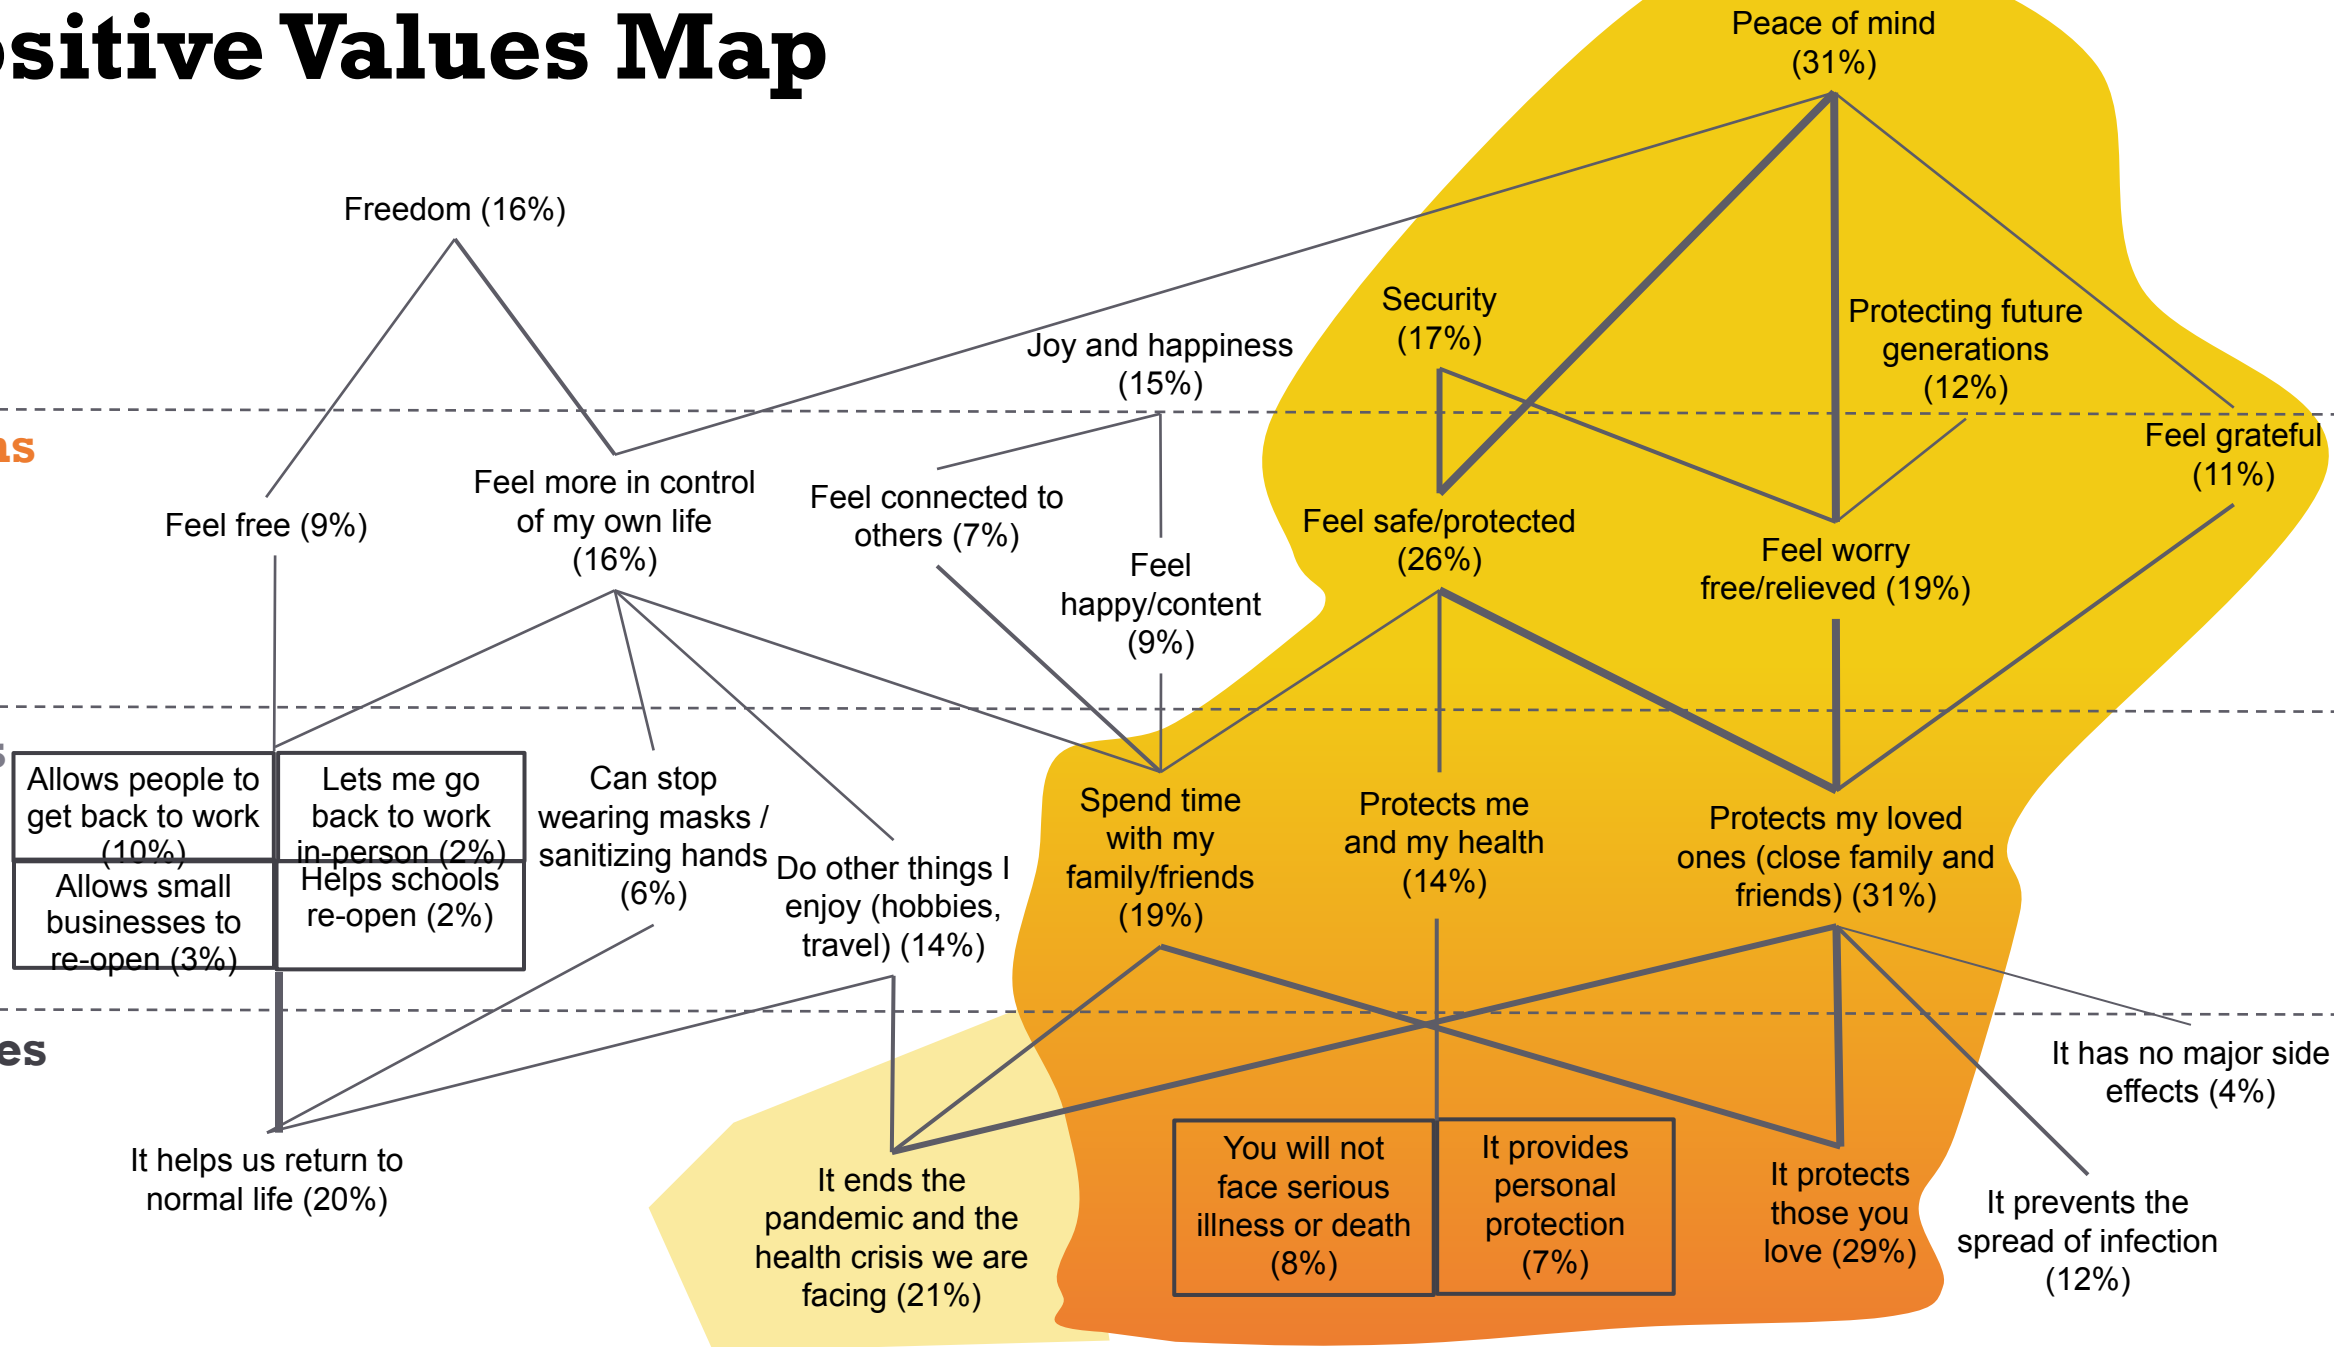 ositive Values Map
Peace of mind
(31%)
Freedom (16%)
Security
(17%)
Protecting future
generations
(12%)
Joy and happiness
(15%)
ns
Feel grateful
(11%)
Feel free (9%)
Feel more in control
of my own life
(16%)
Feel connected to
others (7%)
Feel
happy/content
(9%)
Feel safe/protected
(26%)
Feel worry
free/relieved (19%)
s
Allows people to
get back to work
(10%)
Lets me go
back to work
in-person (2%)
Allows small
businesses to
re-open (3%)
Helps schools
re-open (2%)
Can stop
wearing masks /
sanitizing hands
(6%)
Do other things I
enjoy (hobbies,
travel) (14%)
Spend time
with my
family/friends
(19%)
Protects me
and my health
(14%)
Protects my loved
ones (close family and
friends) (31%)
es
It helps us return to
normal life (20%)
It ends the
pandemic and the
health crisis we are
facing (21%)
You will not
face serious
illness or death
(8%)
It provides
personal
protection
(7%)
It protects
those you
love (29%)
It prevents the
spread of infection
(12%)
It has no major side
effects (4%)